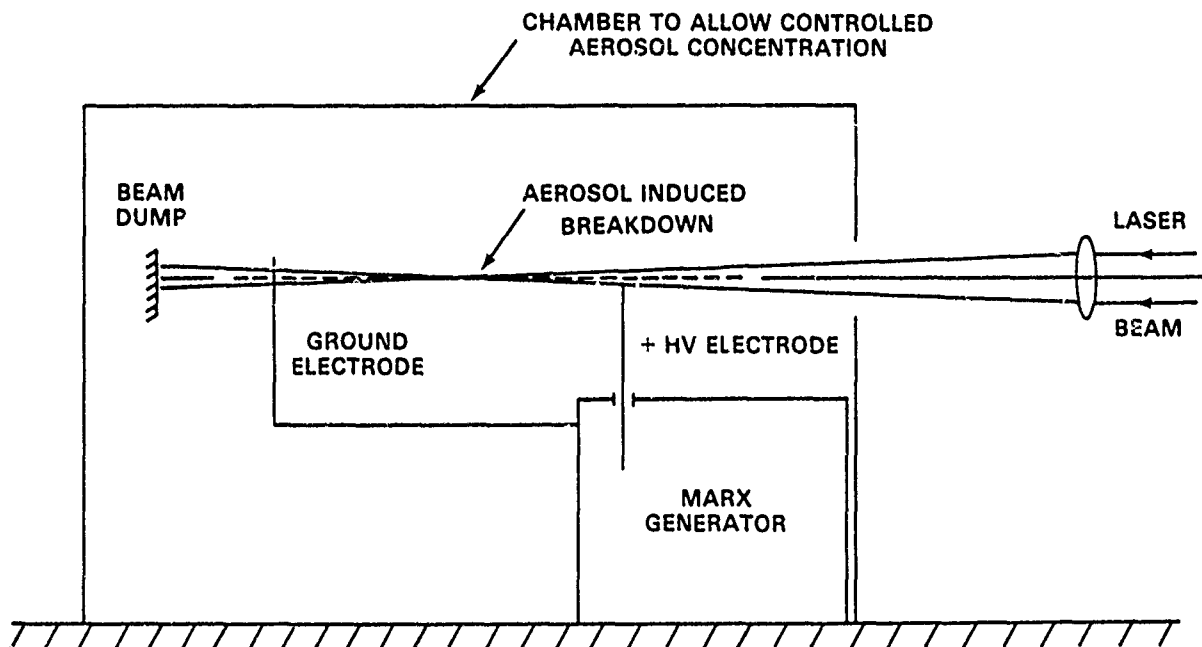 CHAMBER TO ALLOW CONTROLLED
AEROSOL CONCENTRATION
BEAM
DUMP
AEROSOL INDUCED
BREAKDOWN
LASER
BEAM
GROUND
ELECTRODE
+ HV ELECTRODE
MARX
GENERATOR